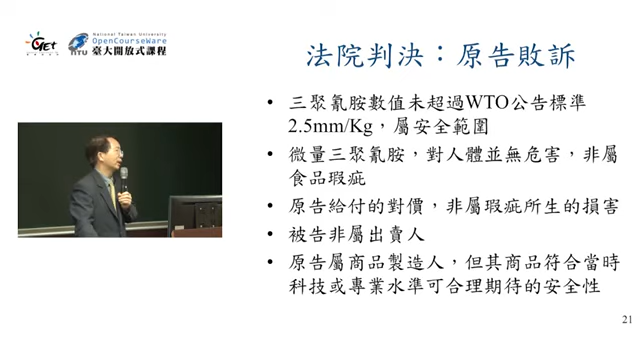 National Taiwan University
OpenCourseWare
NTU 臺大開放式課程
法院判決：原告敗訴
• 三聚氰胺數值未超過WTO公告標準
2.5mm/Kg，屬安全範圍
• 微量三聚氰胺，對人體並無危害，非屬
食品瑕疵
• 原告給付的對價，非屬瑕疵所生的損害
• 被告非屬出賣人
• 原告屬商品製造人，但其商品符合當時
科技或專業水準可合理期待的安全性
21